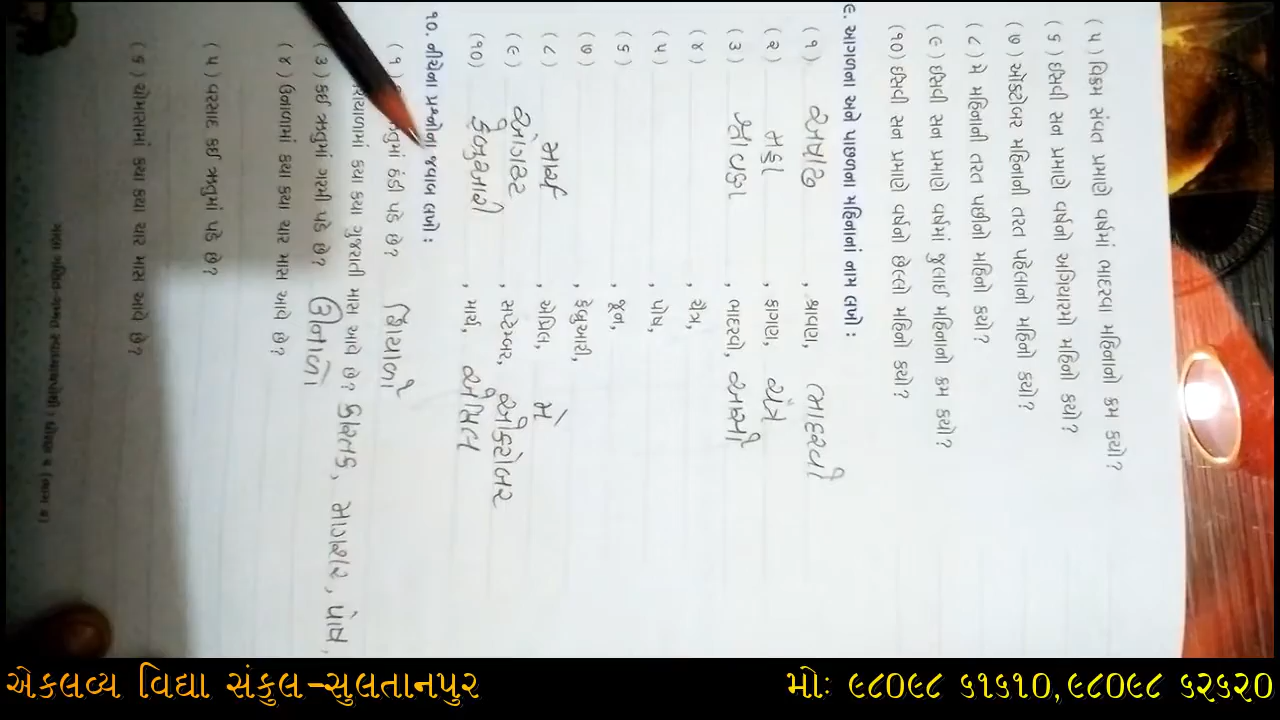 (૫) વિક્રમ સંવત પ્રમાણે વર્ષમાં ભાદરવા મહિનાનો ક્રમ કયો?
(૬) ઈસવી સન પ્રમાણે વર્ષનો અગિયારમો મહિનો કયો?
(૭) ઓક્ટોબર મહિનાની તરત પહેલાનો મહિનો કયો?
(૮) મે મહિનાની તરત પછીનો મહિનો કયો?
(૯) ઈસવી સન પ્રમાણે વર્ષમાં જુલાઈ મહિનાનો ક્રમ કયો?
(૧૦) ઈસવી સન પ્રમાણે વર્ષનો છેલ્લો મહિનો કયો?
૯. આગળના અને પાછળના મહિનાનાં નામ લખો :
(૧) અષાઢ , શ્રાવણ, ભાદરવો
(૨) મહા , ફાગણ, ચૈત્ર
(૩) શ્રાવણ , ભાદરવો, આસો
(૪) , ચૈત્ર,
(૫) , પોષ,
(૬) , જૂન,
(૭) , ફેબ્રુઆરી,
(૮) માર્ચ , એપ્રિલ, મે
(૯) ઓગસ્ટ , સપ્ટેમ્બર, ઓક્ટોબર
(૧૦) ફેબ્રુઆરી , માર્ચ, એપ્રિલ
૧૦. નીચેના પ્રશ્નોના જવાબ લખો :
(૧) ઋતુમાં ઠંડી પડે છે? શિયાળો
શિયાળામાં કયા કયા ગુજરાતી માસ આવે છે? કારતક, માગશર, પોષ,
(૩) કઈ ઋતુમાં ગરમી પડે છે? ઉનાળો
(૪) ઉનાળામાં કયા કયા ચાર માસ આવે છે?
(૫) વરસાદ કઈ ઋતુમાં પડે છે?
(૬) ચોમાસામાં કયા કયા ચાર માસ આવે છે?
એકલવ્ય વિદ્યા સંકુલ-સુલતાનપુર
મોઃ ૯૮૦૯૮ ૬૧૬૧૦,૯૮૦૯૮ ૬૨૬૨૦